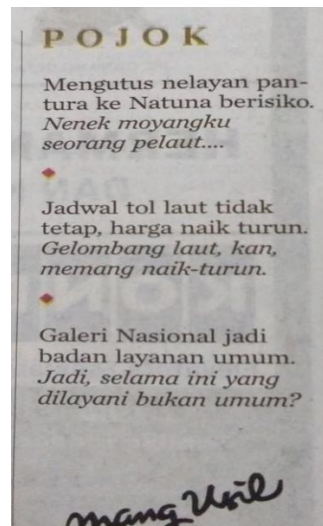 POJOK
Mengutus nelayan pan-
tura ke Natuna berisiko.
Nenek moyangku
seorang pelaut....
Jadwal tol laut tidak
tetap, harga naik turun.
Gelombang laut, kan,
memang naik-turun.
Galeri Nasional jadi
badan layanan umum.
Jadi, selama ini yang
dilayani bukan umum?
mang Usil